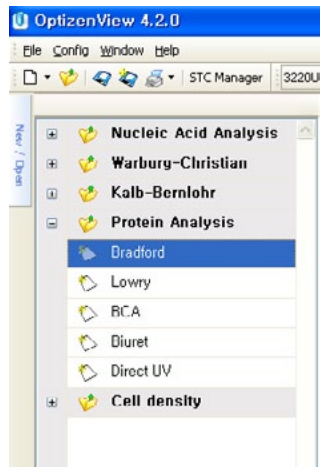 OptizenView 4.2.0
File Config Window Help
STC Manager 3220U
New / Open
Nucleic Acid Analysis
Warburg-Christian
Kalb-Bernlohr
Protein Analysis
Bradford
Lowry
BCA
Biuret
Direct UV
Cell density